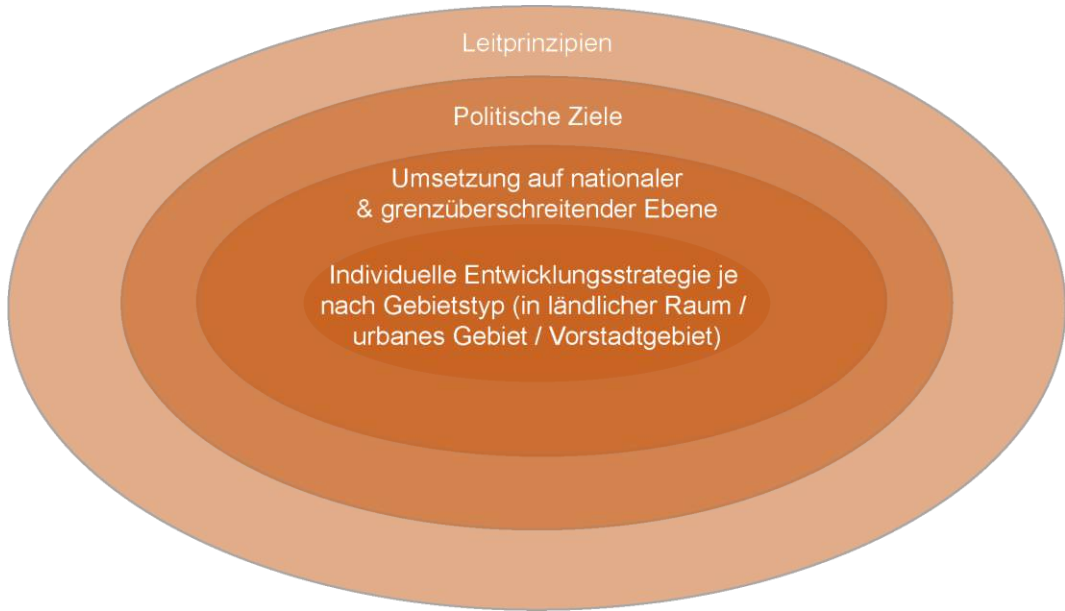 Leitprinzipien
Politische Ziele
Umsetzung auf nationaler
& grenzüberschreitender Ebene
Individuelle Entwicklungsstrategie je
nach Gebietstyp (in ländlicher Raum /
urbanes Gebiet / Vorstadtgebiet)